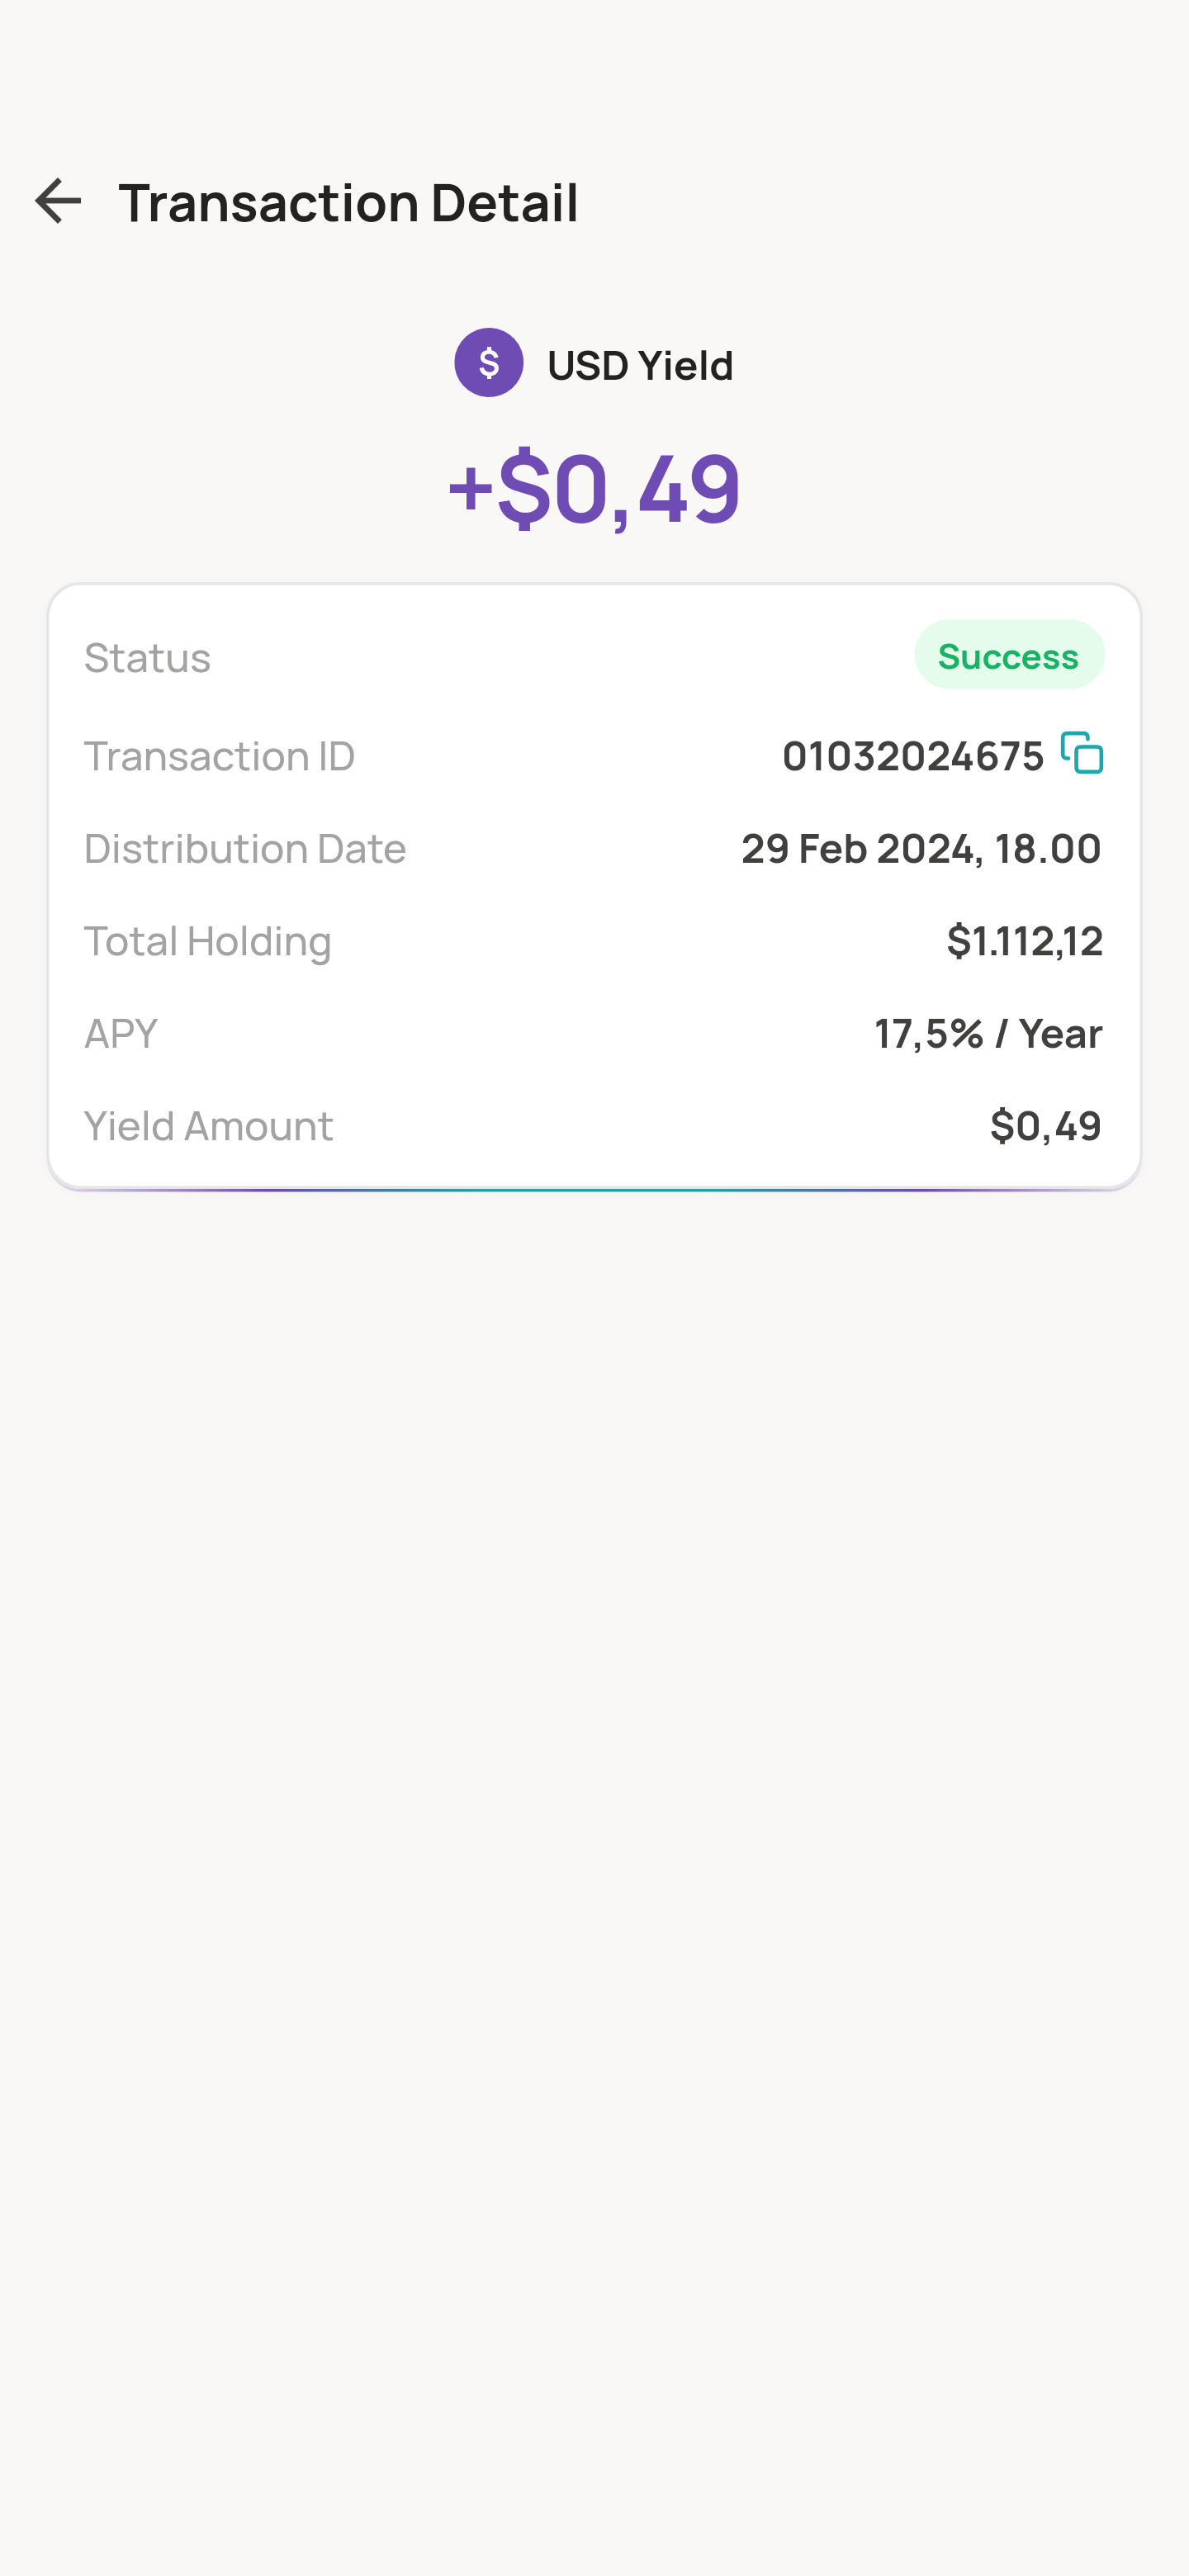 Transaction Detail
$ USD Yield
+$0,49
Status Success
Transaction ID 01032024675
Distribution Date 29 Feb 2024, 18.00
Total Holding $1.112,12
APY 17,5% / Year
Yield Amount $0,49